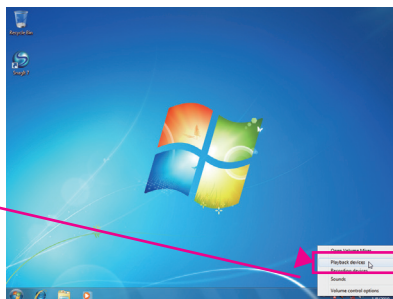 Recycle Bin
Open Volume Mixer
Playback devices
Recording devices
Sounds
Volume control options